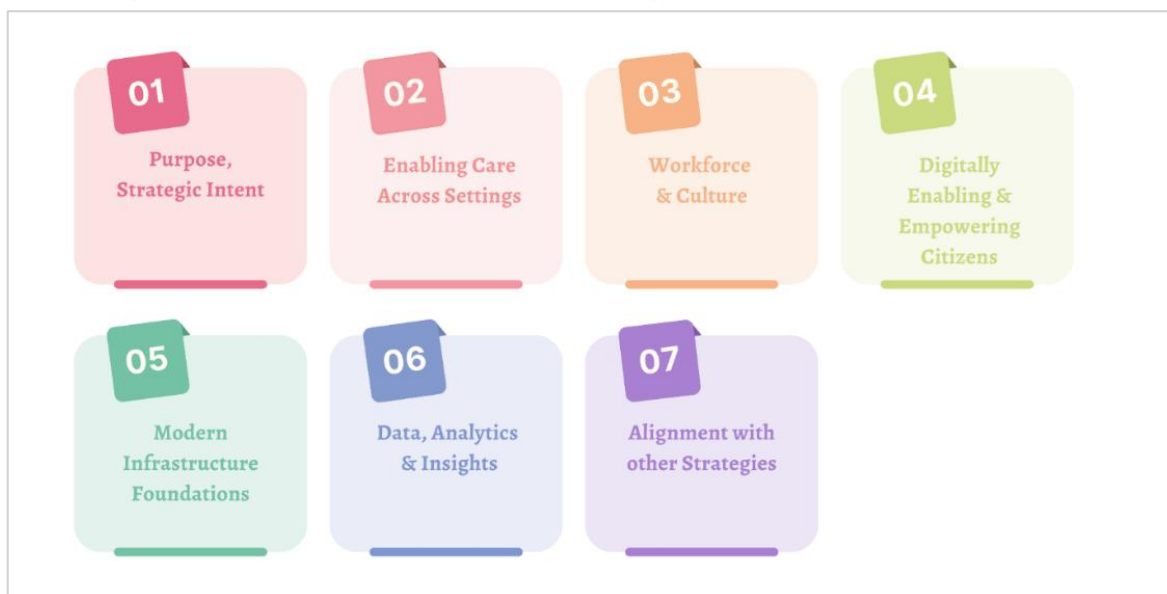 01
Purpose,
Strategic Intent
02
Enabling Care
Across Settings
03
Workforce
& Culture
04
Digitally
Enabling &
Empowering
Citizens
05
Modern
Infrastructure
Foundations
06
Data, Analytics
& Insights
07
Alignment with
other Strategies